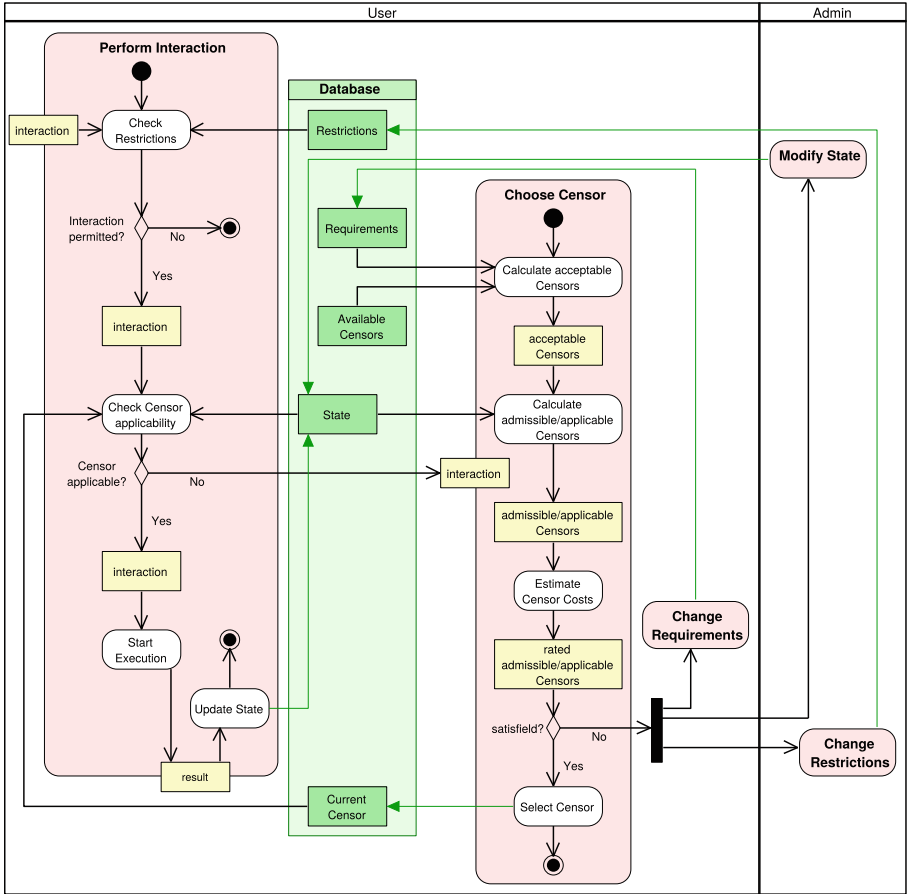 User
Admin
Perform Interaction
Database
interaction
Check
Restrictions
Restrictions
Modify State
Choose Censor
Interaction
permitted?
No
Requirements
Yes
Calculate acceptable
Censors
interaction
Available
Censors
acceptable
Censors
Check Censor
applicability
State
Calculate
admissible/applicable
Censors
Censor
applicable?
No
interaction
Yes
admissible/applicable
Censors
interaction
Estimate
Censor Costs
Change
Requirements
Start
Execution
rated
admissible/applicable
Censors
Update State
satisfield?
No
Change
Restrictions
result
Yes
Current
Censor
Select Censor